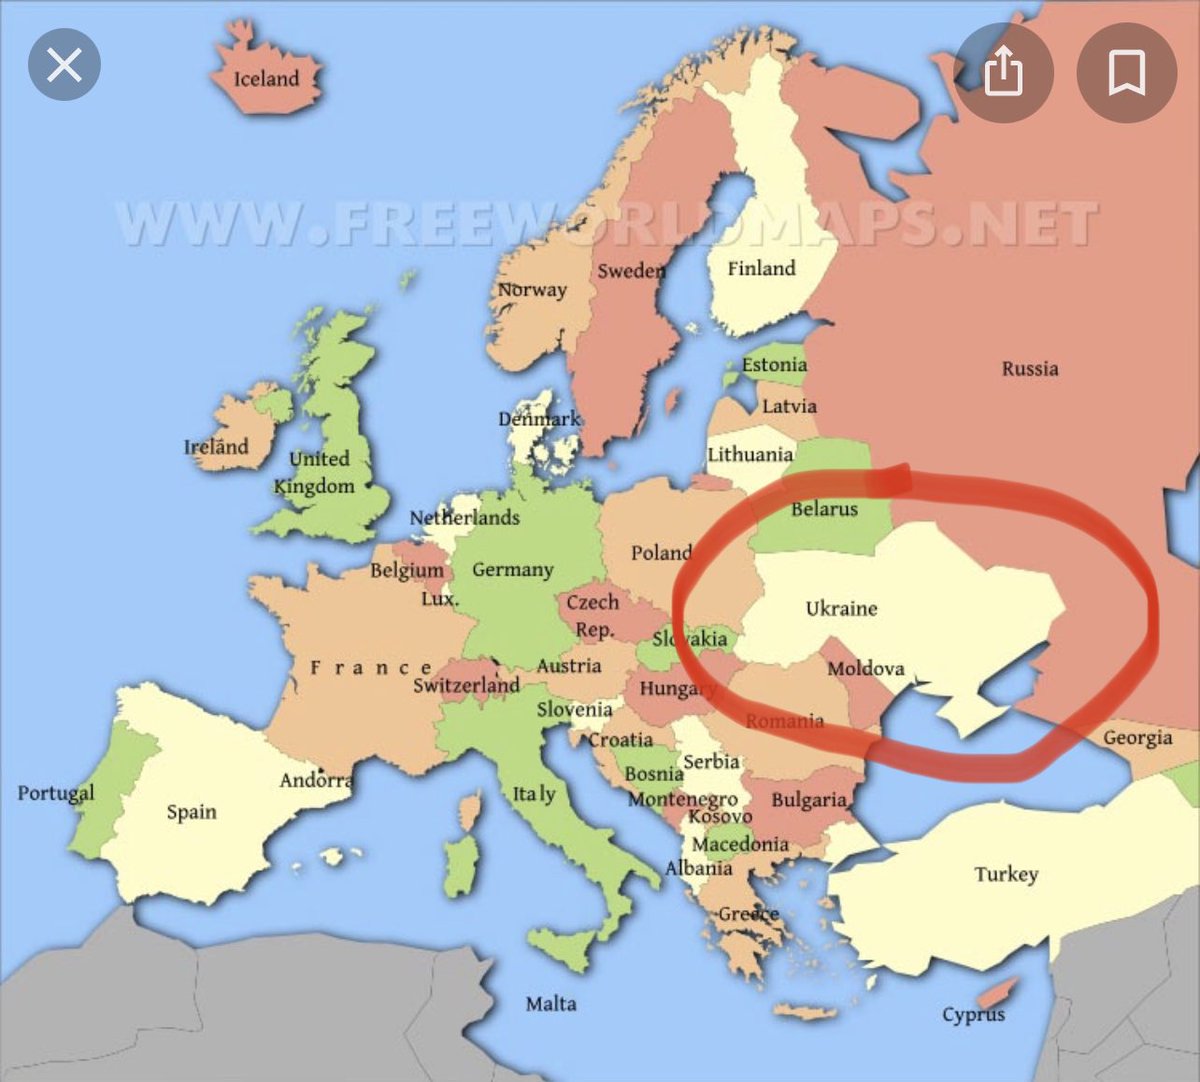 Iceland
WWW.FREEWORLDMAPS.NET
Finland
Sweden
Norway
Russia
Estonia
Latvia
Denmark
Ireland
Lithuania
United
Kingdom
Belarus
Netherlands
Poland
Belgium
Germany
Lux.
Czech
Rep.
Ukraine
Slovakia
France
Austria
Moldova
Switzerland
Hungary
Slovenia
Romania
Croatia
Georgia
Serbia
Bosnia
Andorra
Portugal
Italy
Montenegro
Bulgaria
Spain
Kosovo
Macedonia
Albania
Turkey
Greece
Malta
Cyprus